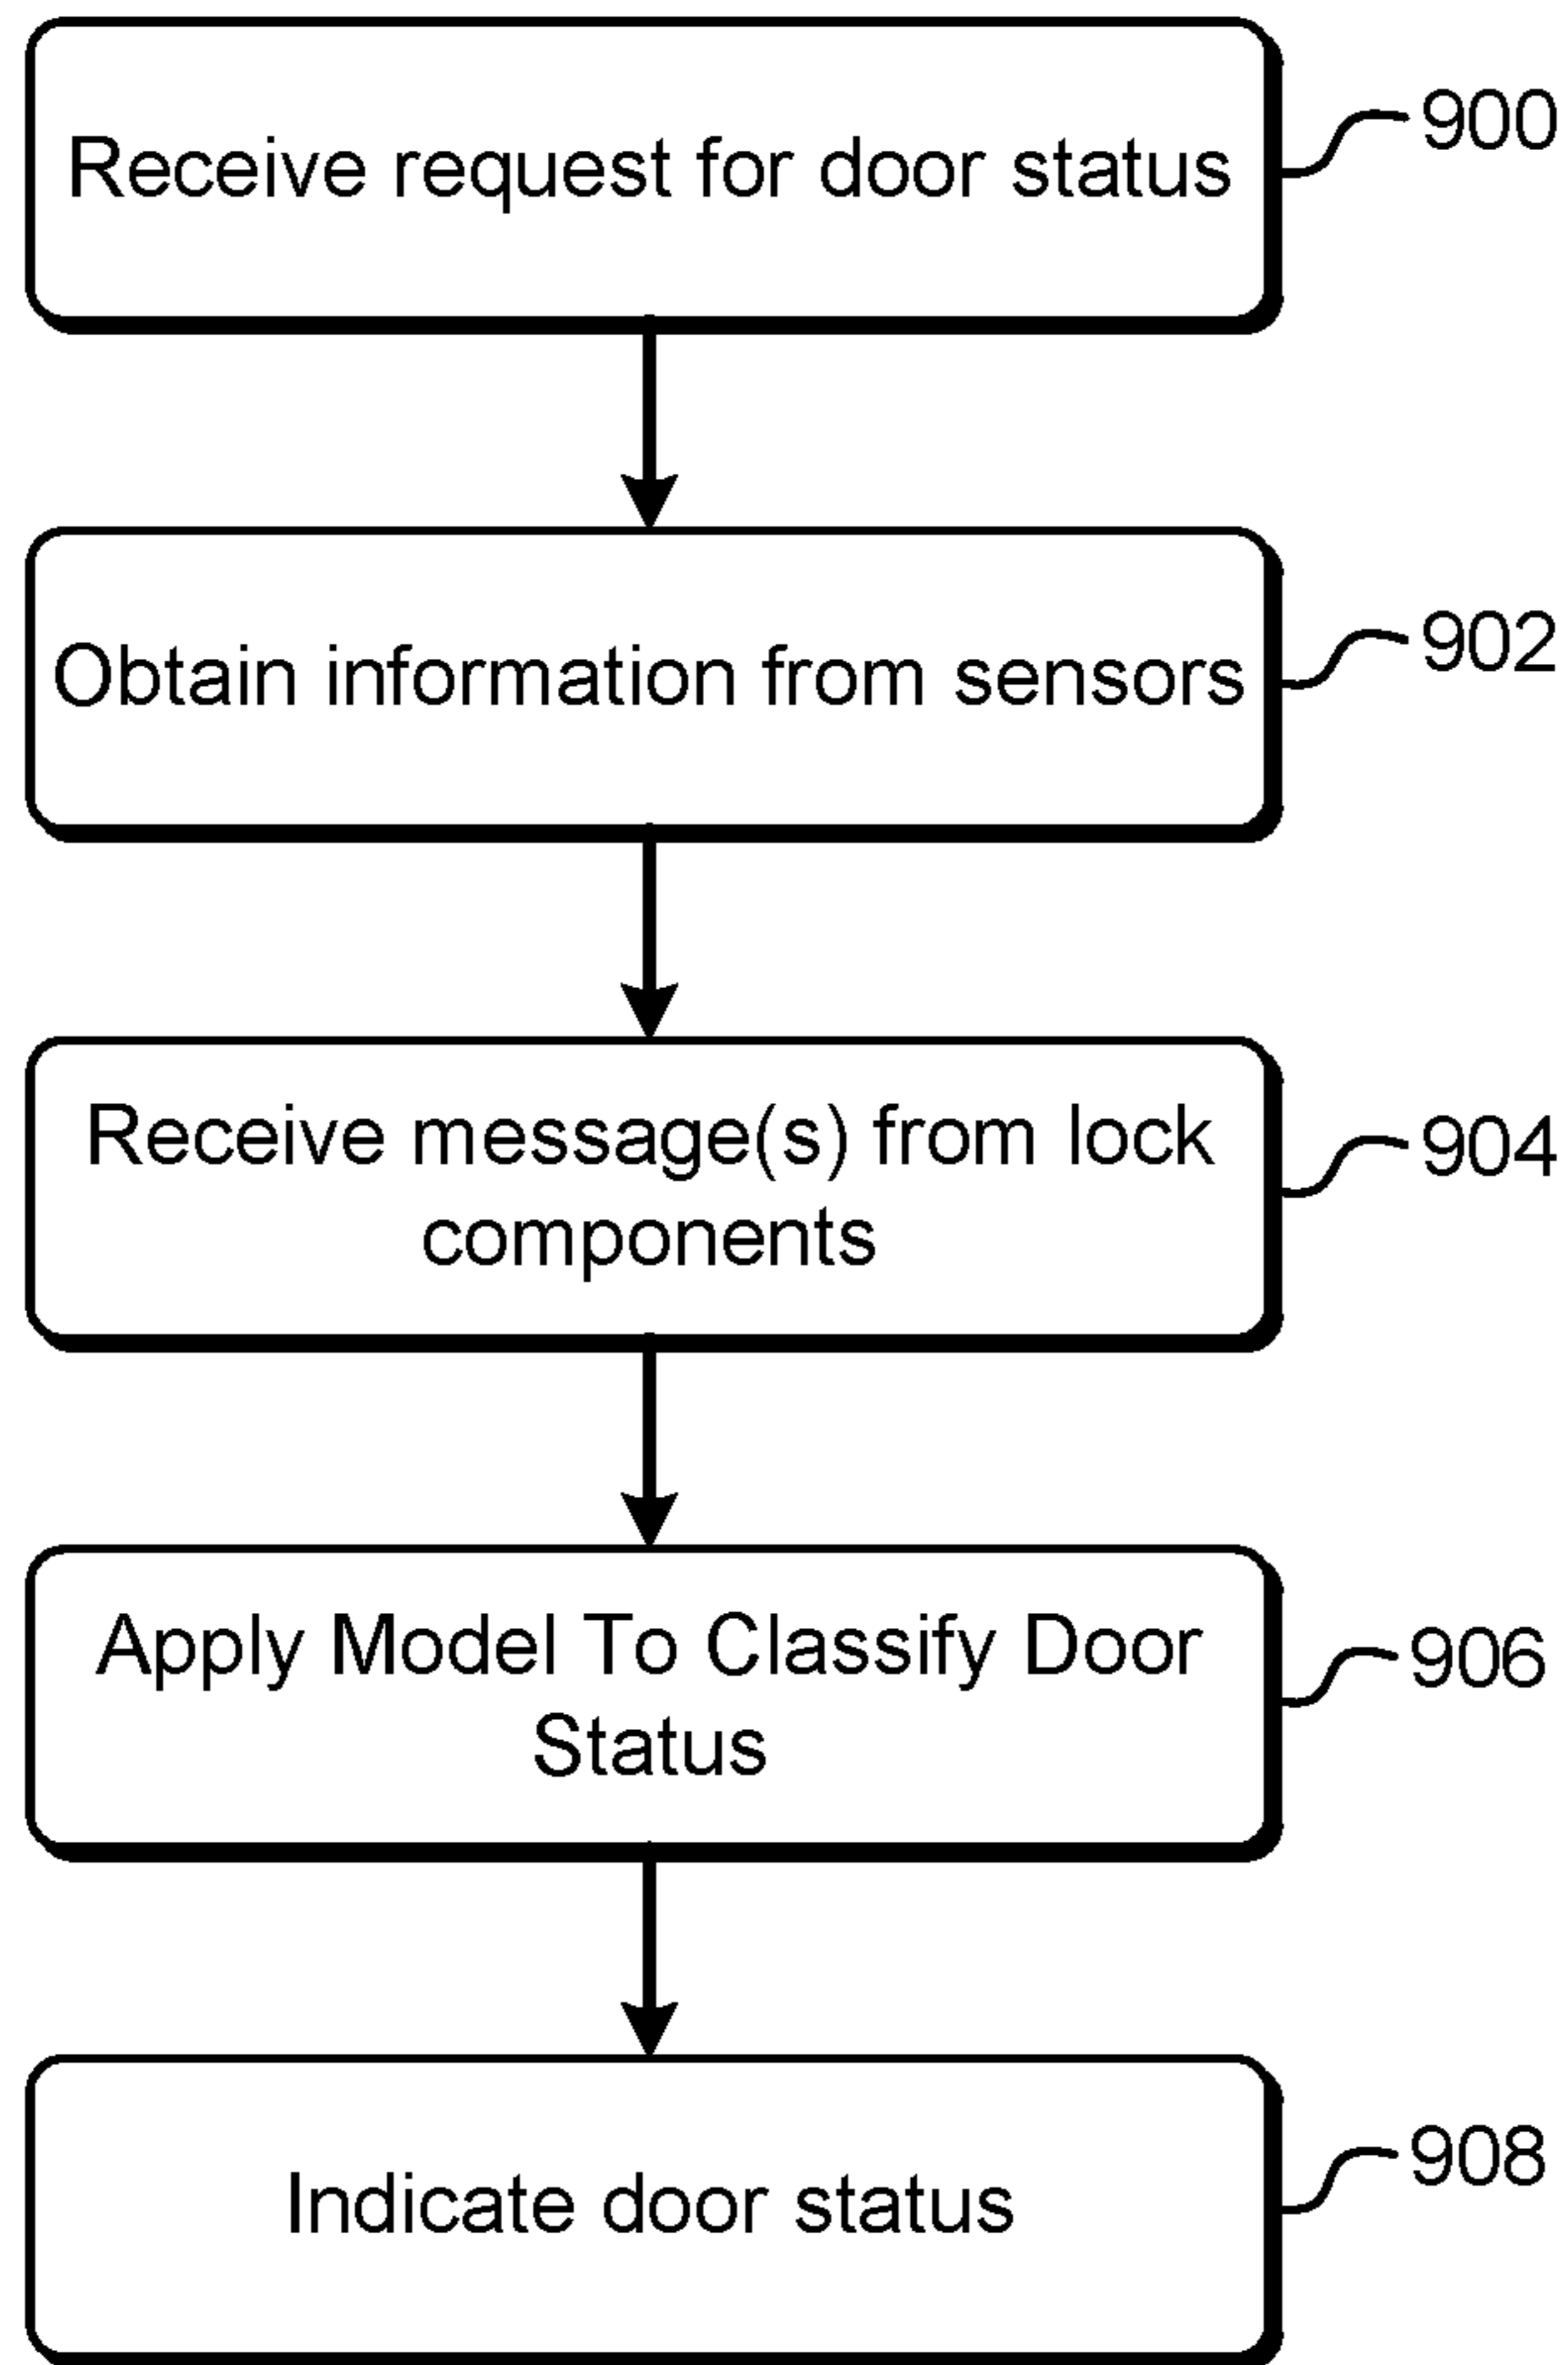 Receive request for door status
900
Obtain information from sensors
902
Receive message(s) from lock
components
904
Apply Model To Classify Door
Status
906
Indicate door status
908